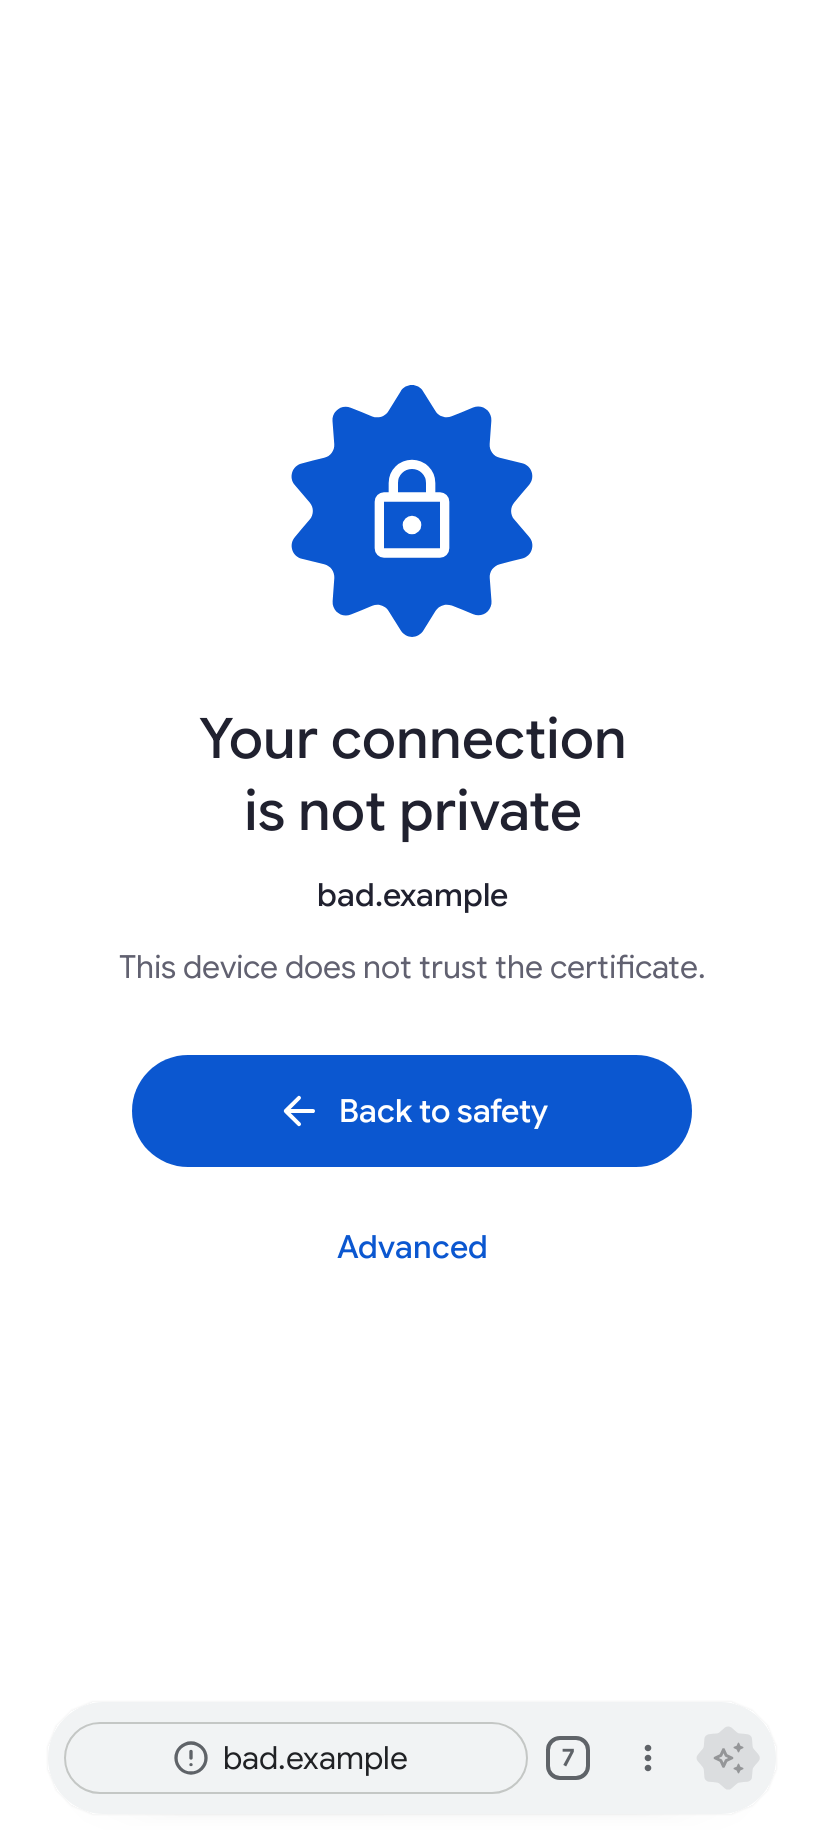 Your connection
is not private
bad.example
This device does not trust the certificate.
Back to safety
Advanced
bad.example
7